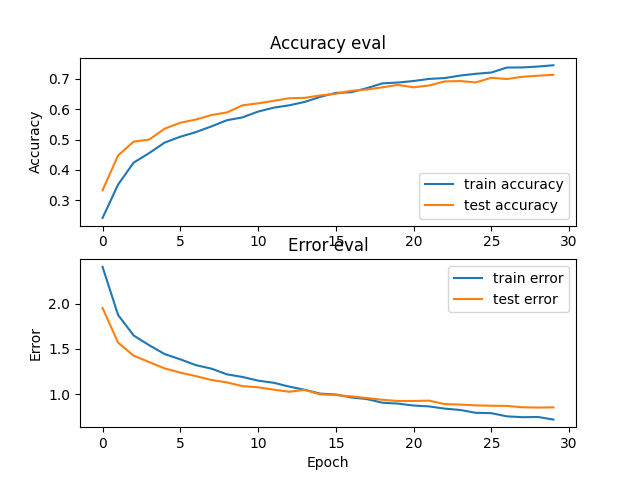 Accuracy eval
Accuracy
0.7
0.6
0.5
0.4
0.3
train accuracy
test accuracy
0 5 10 15 20 25 30
Error eval
Error
2.0
1.5
1.0
train error
test error
0 5 10 15 20 25 30
Epoch